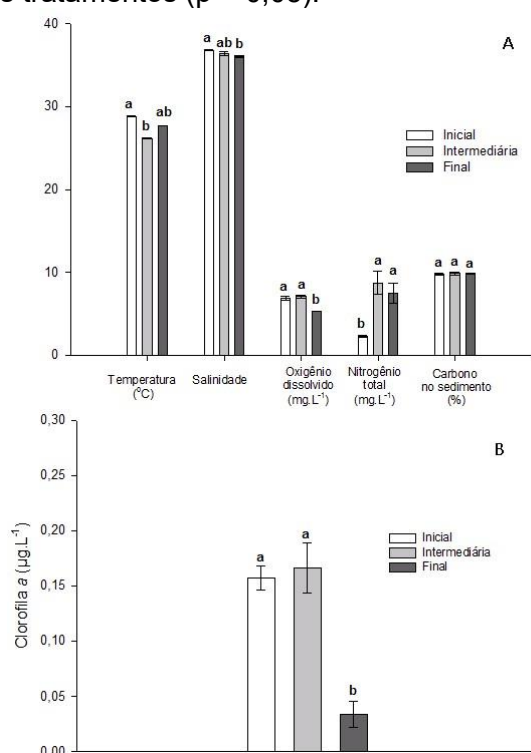 s tratamentos (p = 0,05).
40
A
a
ab
b
30
a
b
ab
Inicial
Intermediária
Final
20
10
a
a
b
b
a
a
a
a
a
0
Temperatura
(⁰C)
Salinidade
Oxigênio
dissolvido
(mg.L⁻¹)
Nitrogênio
total
(mg.L⁻¹)
Carbono
no sedimento
(%)
0,30
B
0,25
Inicial
Intermediária
Final
0,20
a
a
0,15
Clorofila a (µg.L⁻¹)
0,10
0,05
b
0,00